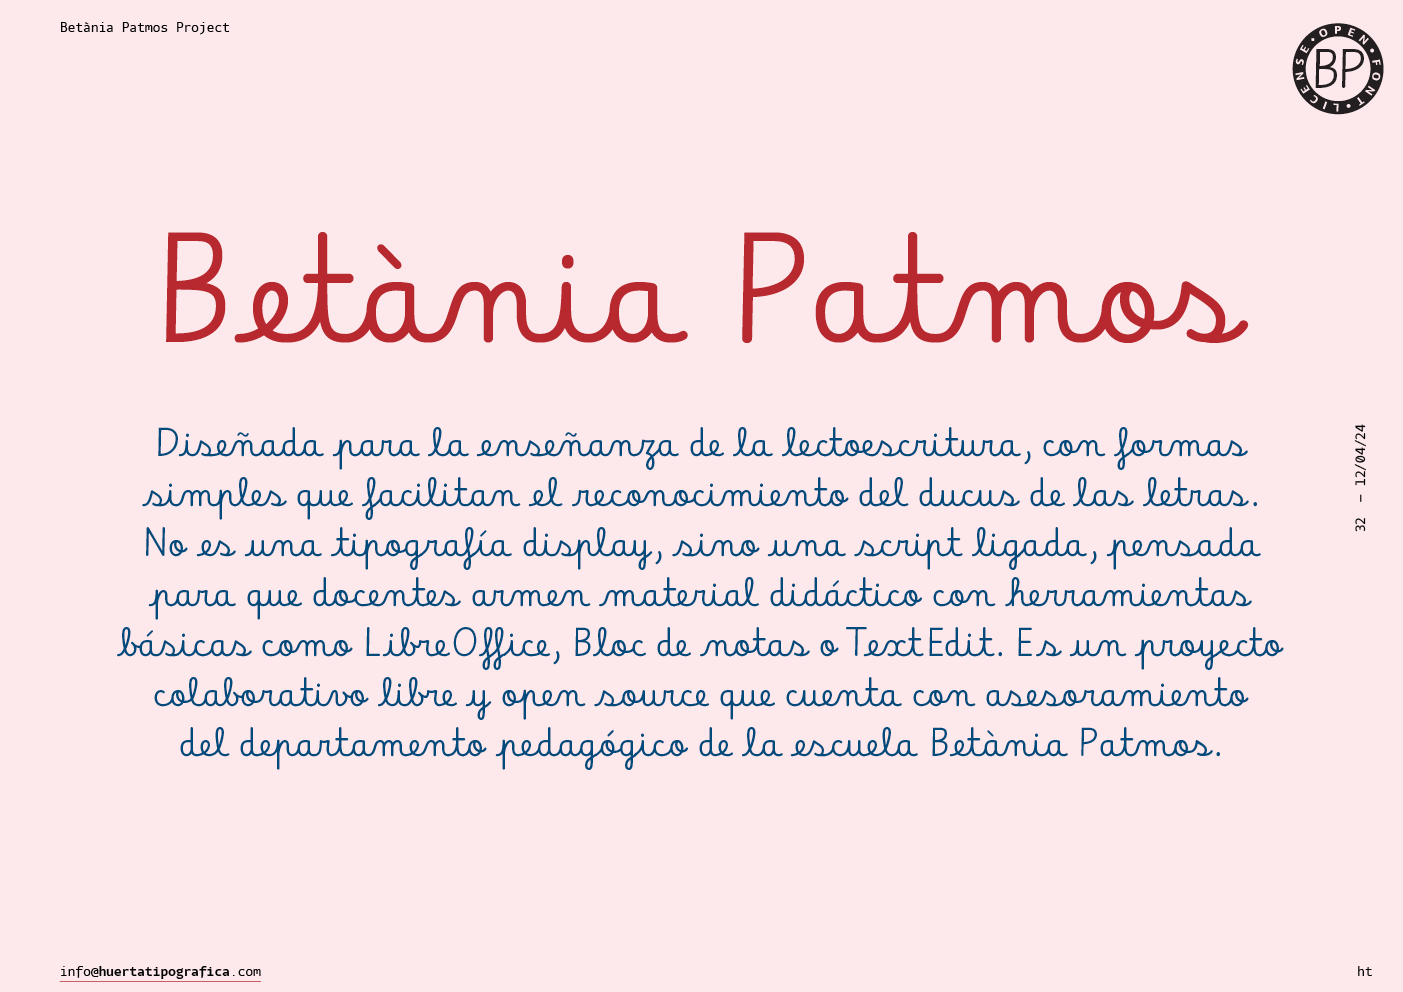 Betània Patmos Project
OPEN • FONT • LICENSE •
BP
Betània Patmos
Diseñada para la enseñanza de la lectoescritura, con formas
simples que facilitan el reconocimiento del ducus de las letras.
No es una tipografía display, sino una script ligada, pensada
para que docentes armen material didáctico con herramientas
básicas como LibreOffice, Bloc de notas o TextEdit. Es un proyecto
colaborativo libre y open source que cuenta con asesoramiento
del departamento pedagógico de la escuela Betània Patmos.
32 — 12/04/24
info@huertatipografica.com
ht